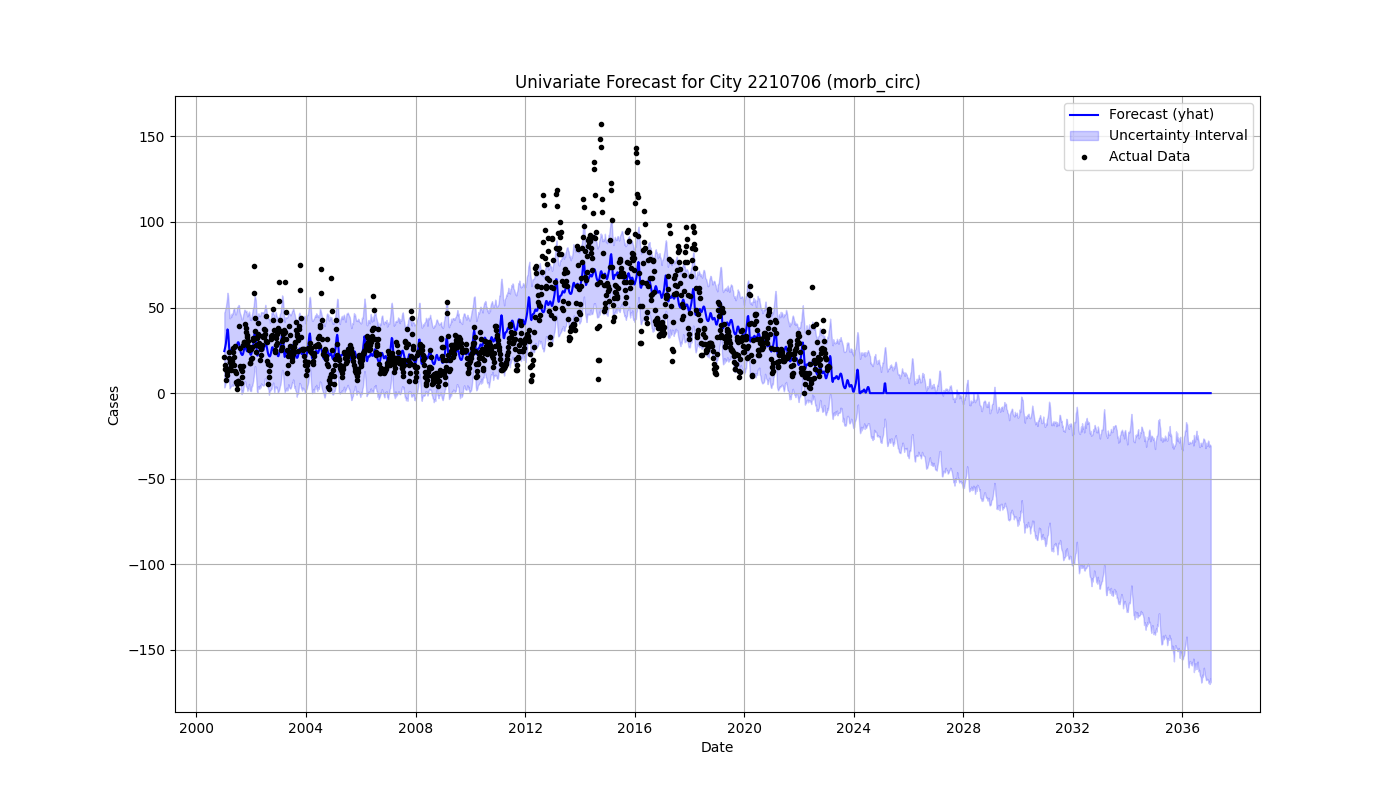 Univariate Forecast for City 2210706 (morb_circ)
Forecast (yhat)
Uncertainty Interval
Actual Data
150
100
50
0
−50
−100
−150
Cases
2000 2004 2008 2012 2016 2020 2024 2028 2032 2036
Date